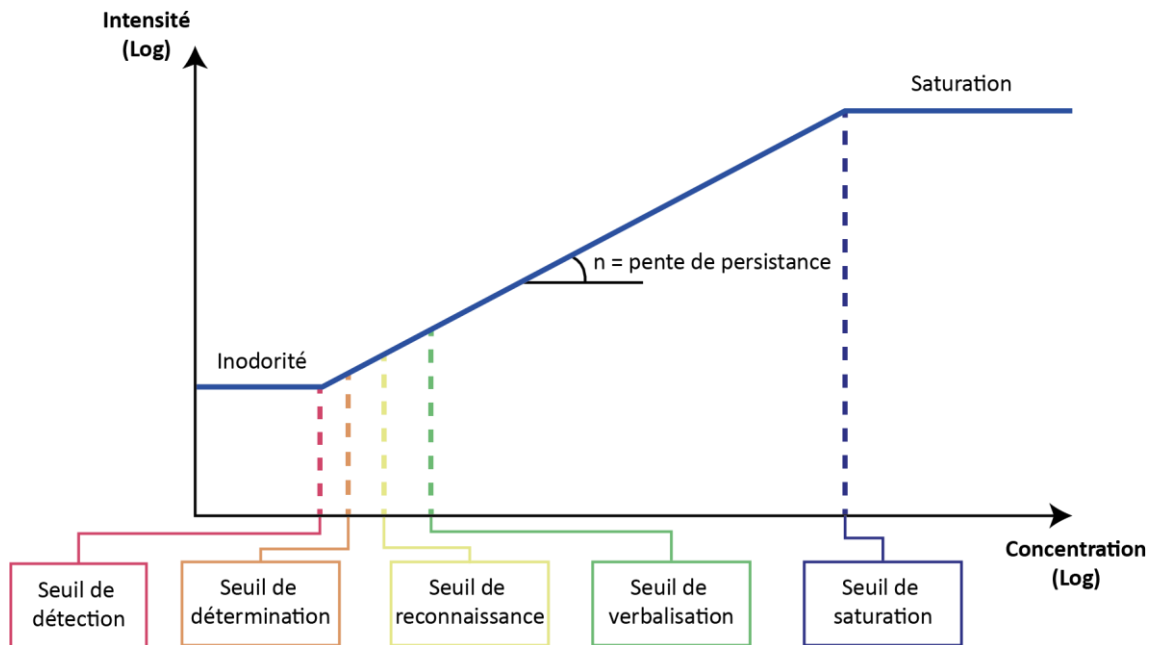 Intensité
(Log)
Saturation
n = pente de persistance
Inodorité
Concentration
(Log)
Seuil de
détection
Seuil de
détermination
Seuil de
reconnaissance
Seuil de
verbalisation
Seuil de
saturation